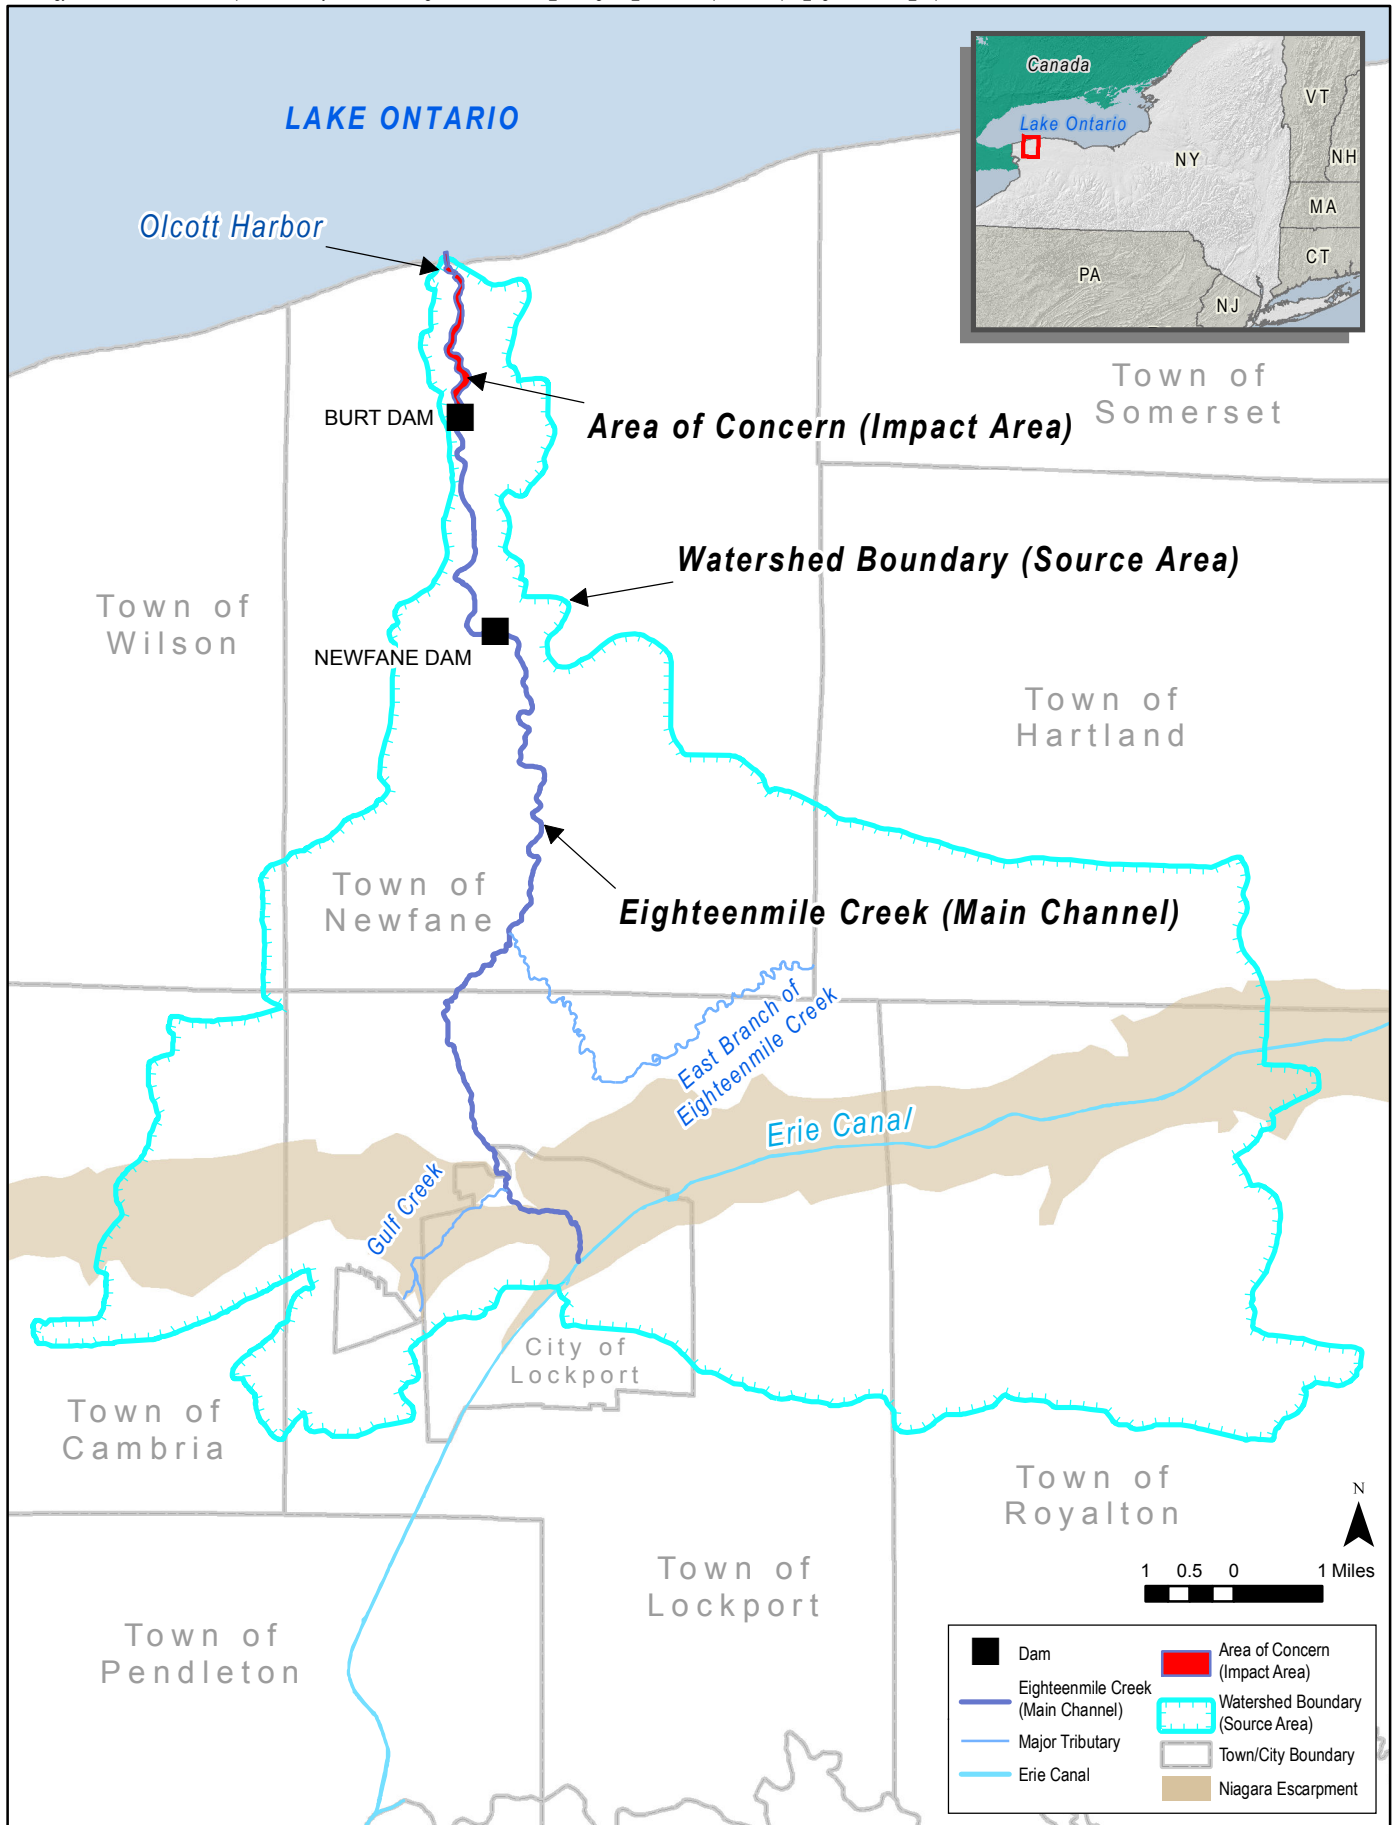 Canada
Lake Ontario
VT
NH
NY
MA
CT
PA
NJ
LAKE ONTARIO
Olcott Harbor
BURT DAM
Area of Concern (Impact Area)
Town of
Somerset
Watershed Boundary (Source Area)
Town of
Wilson
NEWFANE DAM
Town of
Hartland
Town of
Newfane
Eighteenmile Creek (Main Channel)
East Branch of
Eighteenmile Creek
Erie Canal
Gulf Creek
City of
Lockport
Town of
Cambria
Town of
Royalton
N
Town of
Lockport
1 0.5 0 1 Miles
Town of
Pendleton
Dam
Eighteenmile Creek
(Main Channel)
Major Tributary
Erie Canal
Area of Concern
(Impact Area)
Watershed Boundary
(Source Area)
Town/City Boundary
Niagara Escarpment